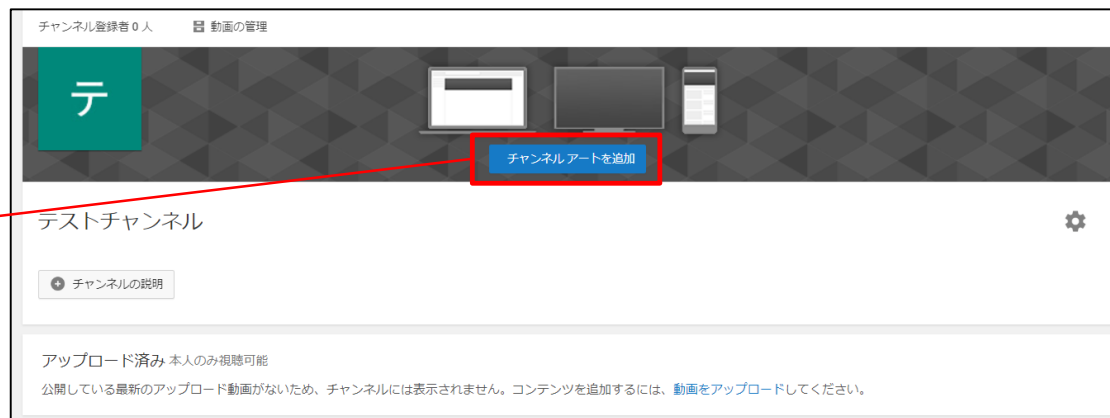 チャンネル登録者 0 人 動画の管理
テ
チャンネル アートを追加
テストチャンネル
チャンネルの説明
アップロード済み 本人のみ視聴可能
公開している最新のアップロード動画がないため、チャンネルには表示されません。コンテンツを追加するには、動画をアップロードしてください。